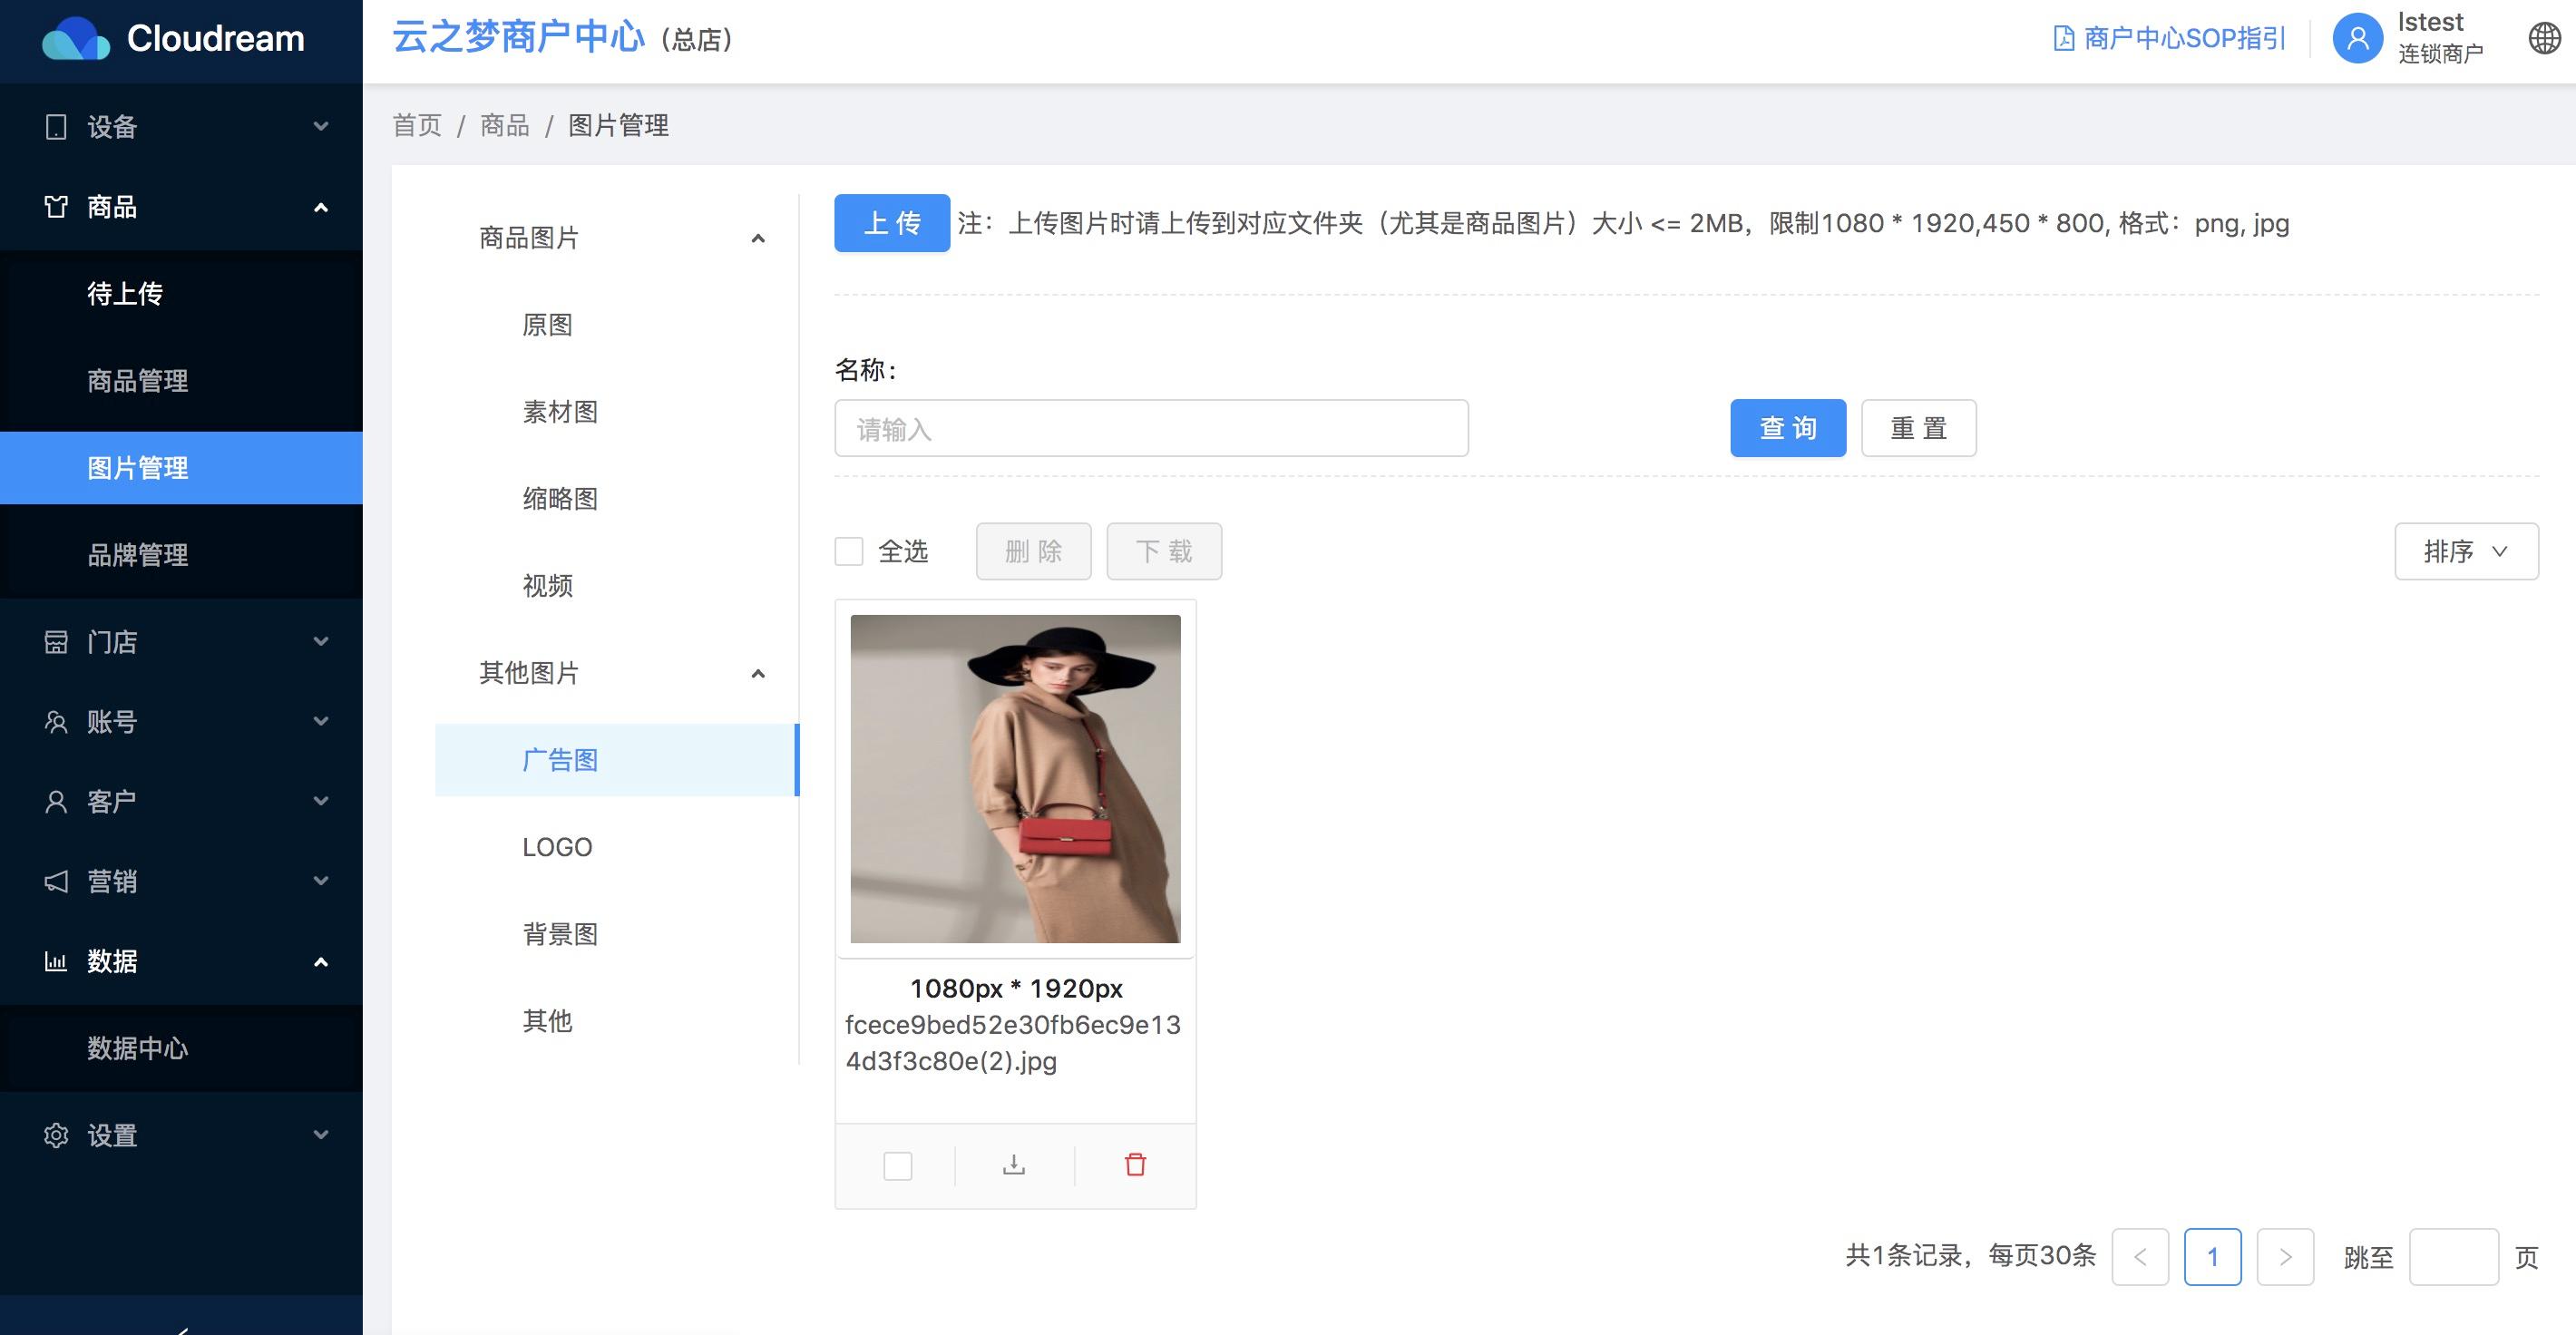 Cloudream
云之梦商户中心（总店）
商户中心SOP指引
lstest
连锁商户
设备
商品
待上传
商品管理
图片管理
品牌管理
门店
账号
客户
营销
数据
数据中心
设置
首页 / 商品 / 图片管理
商品图片
原图
素材图
缩略图
视频
其他图片
广告图
LOGO
背景图
其他
上 传 注：上传图片时请上传到对应文件夹（尤其是商品图片）大小 <= 2MB，限制1080 * 1920,450 * 800, 格式：png, jpg
名称：
请输入
查 询 重 置
全选 删 除 下 载 排序
1080px * 1920px
fcece9bed52e30fb6ec9e13
4d3f3c80e(2).jpg
共1条记录，每页30条 < 1 > 跳至 页